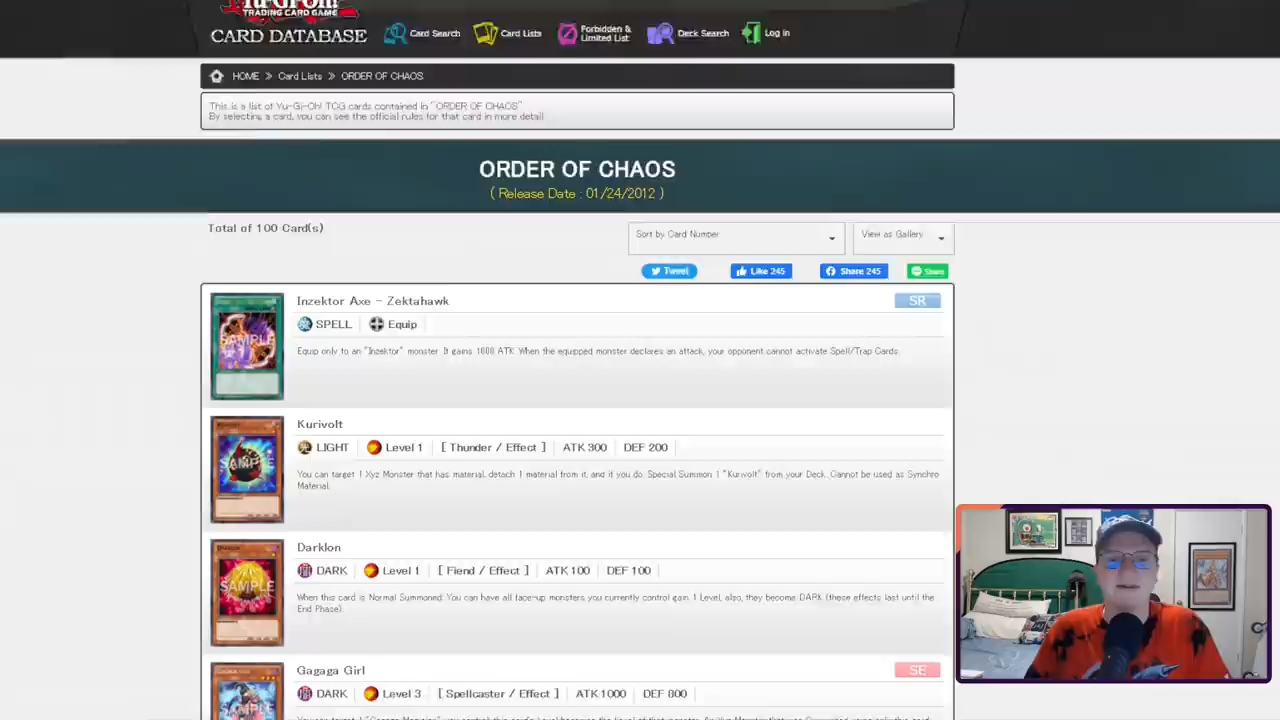 Yu-Gi-Oh!
TRADING CARD GAME
CARD DATABASE
Card Search
Card Lists
Forbidden &
Limited List
Deck Search
Log in
HOME » Card Lists » ORDER OF CHAOS
This is a list of Yu-Gi-Oh! TCG cards contained in "ORDER OF CHAOS"
By selecting a card, you can see the official rules for that card in more detail
ORDER OF CHAOS
( Release Date : 01/24/2012 )
Total of 100 Card(s)
Sort by Card Number
View as Gallery
Tweet
Like 245
Share 245
Share
Inzektor Axe - Zektahawk
SR
SPELL
Equip
Equip only to an "Inzektor" monster. It gains 1000 ATK. When the equipped monster declares an attack, your opponent cannot activate Spell/Trap Cards.
SAMPLE
Kurivolt
LIGHT
Level 1
[ Thunder / Effect ]
ATK 300
DEF 200
You can target 1 Xyz Monster that has material; detach 1 material from it, and if you do, Special Summon 1 "Kurivolt" from your Deck. Cannot be used as Synchro
Material.
SAMPLE
Darklon
DARK
Level 1
[ Fiend / Effect ]
ATK 100
DEF 100
When this card is Normal Summoned: You can have all face-up monsters you currently control gain 1 Level, also, they become DARK (these effects last until the
End Phase).
SAMPLE
Gagaga Girl
SE
DARK
Level 3
[ Spellcaster / Effect ]
ATK 1000
DEF 800